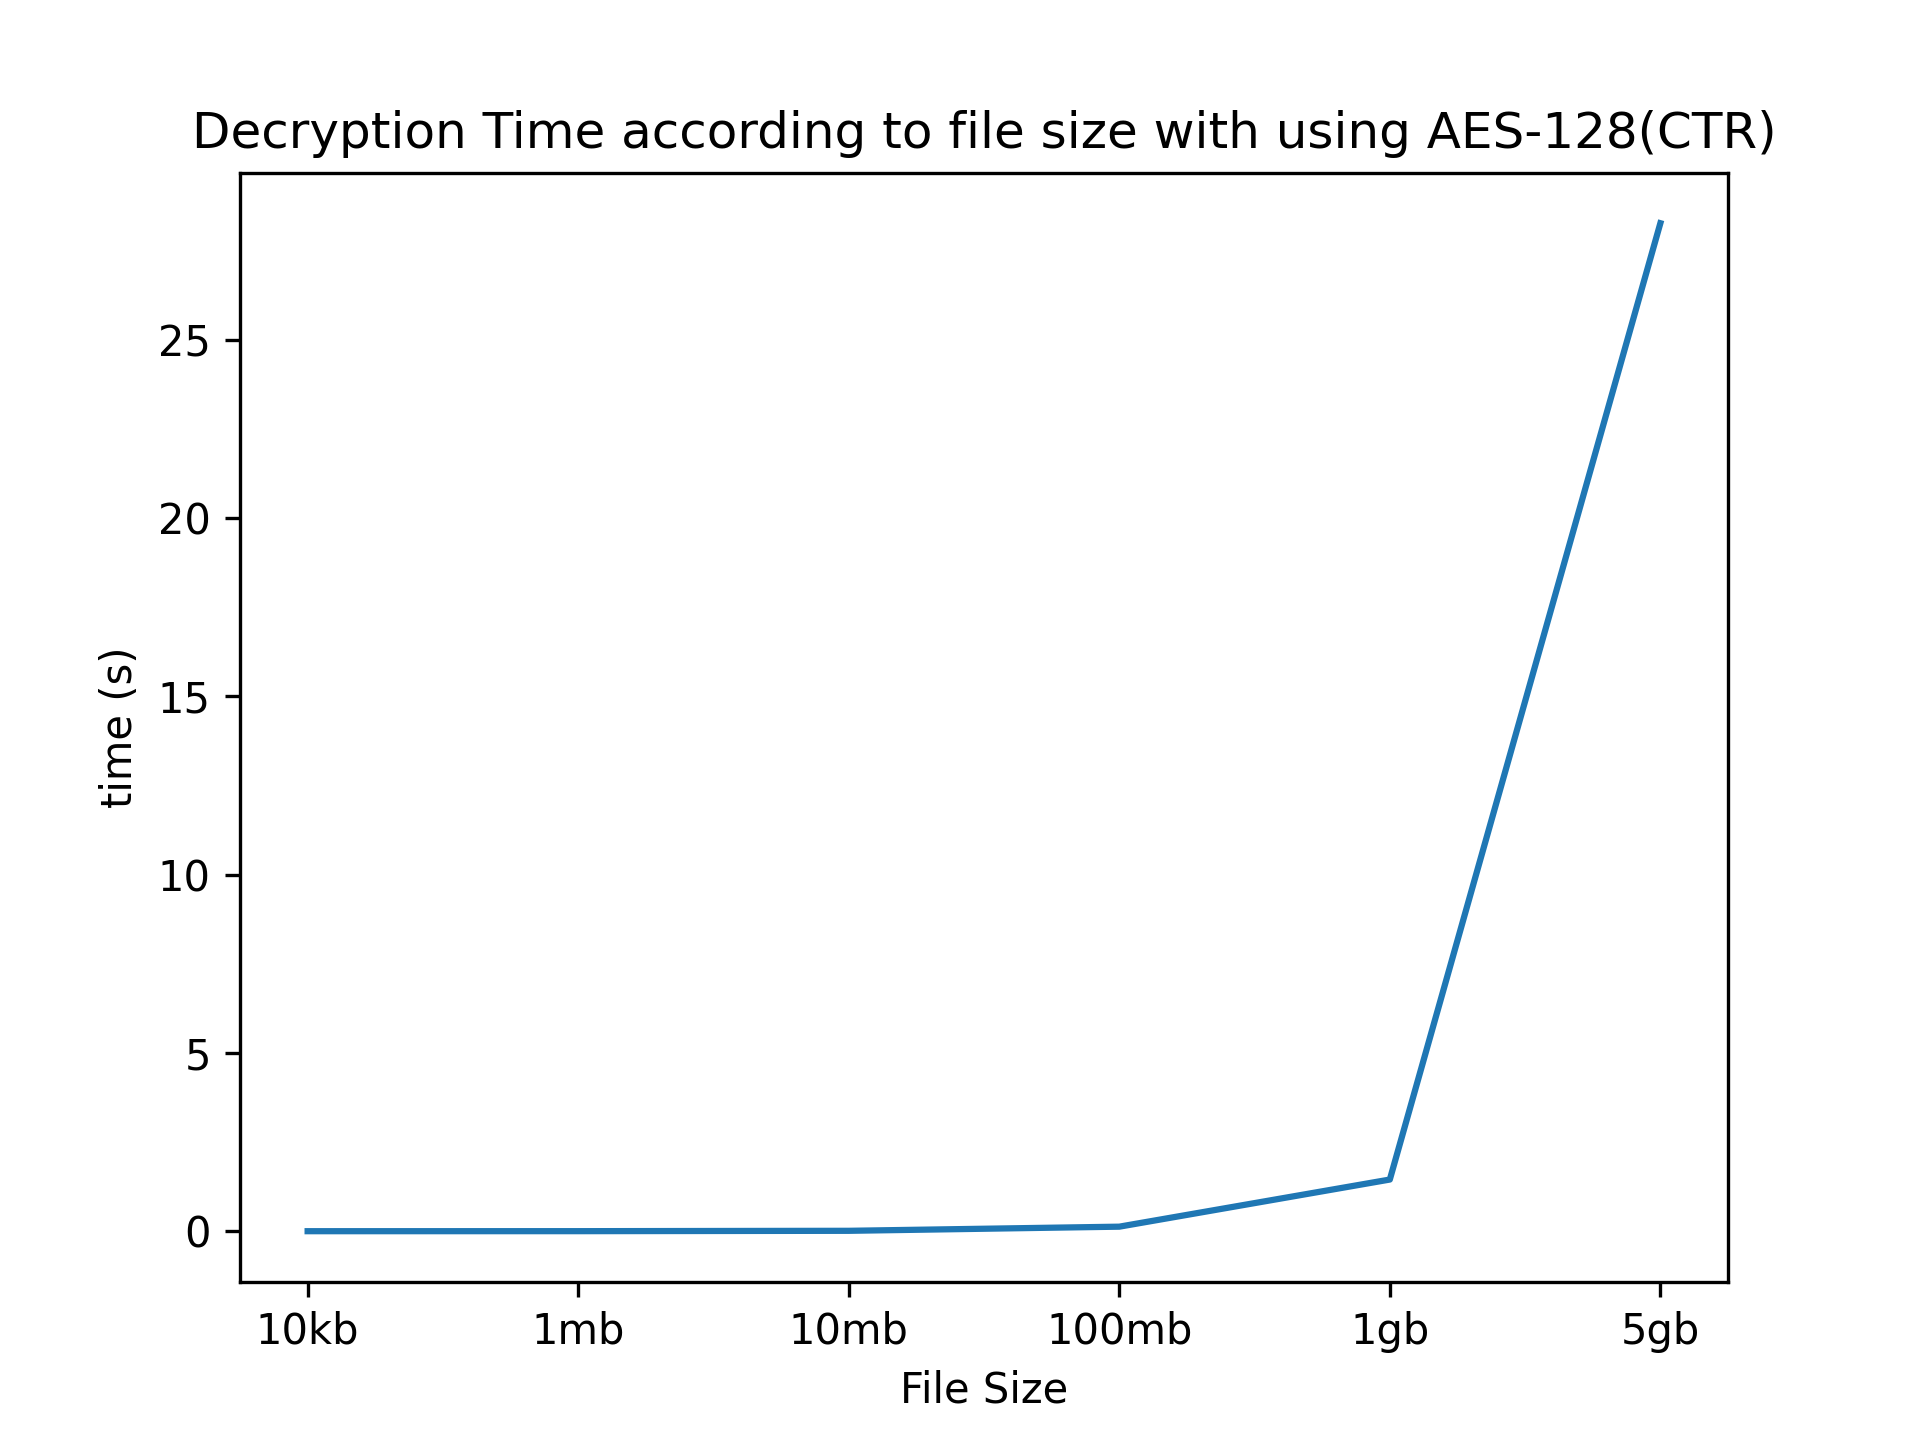 Decryption Time according to file size with using AES-128(CTR)
25
20
15
10
5
0
time (s)
10kb 1mb 10mb 100mb 1gb 5gb
File Size